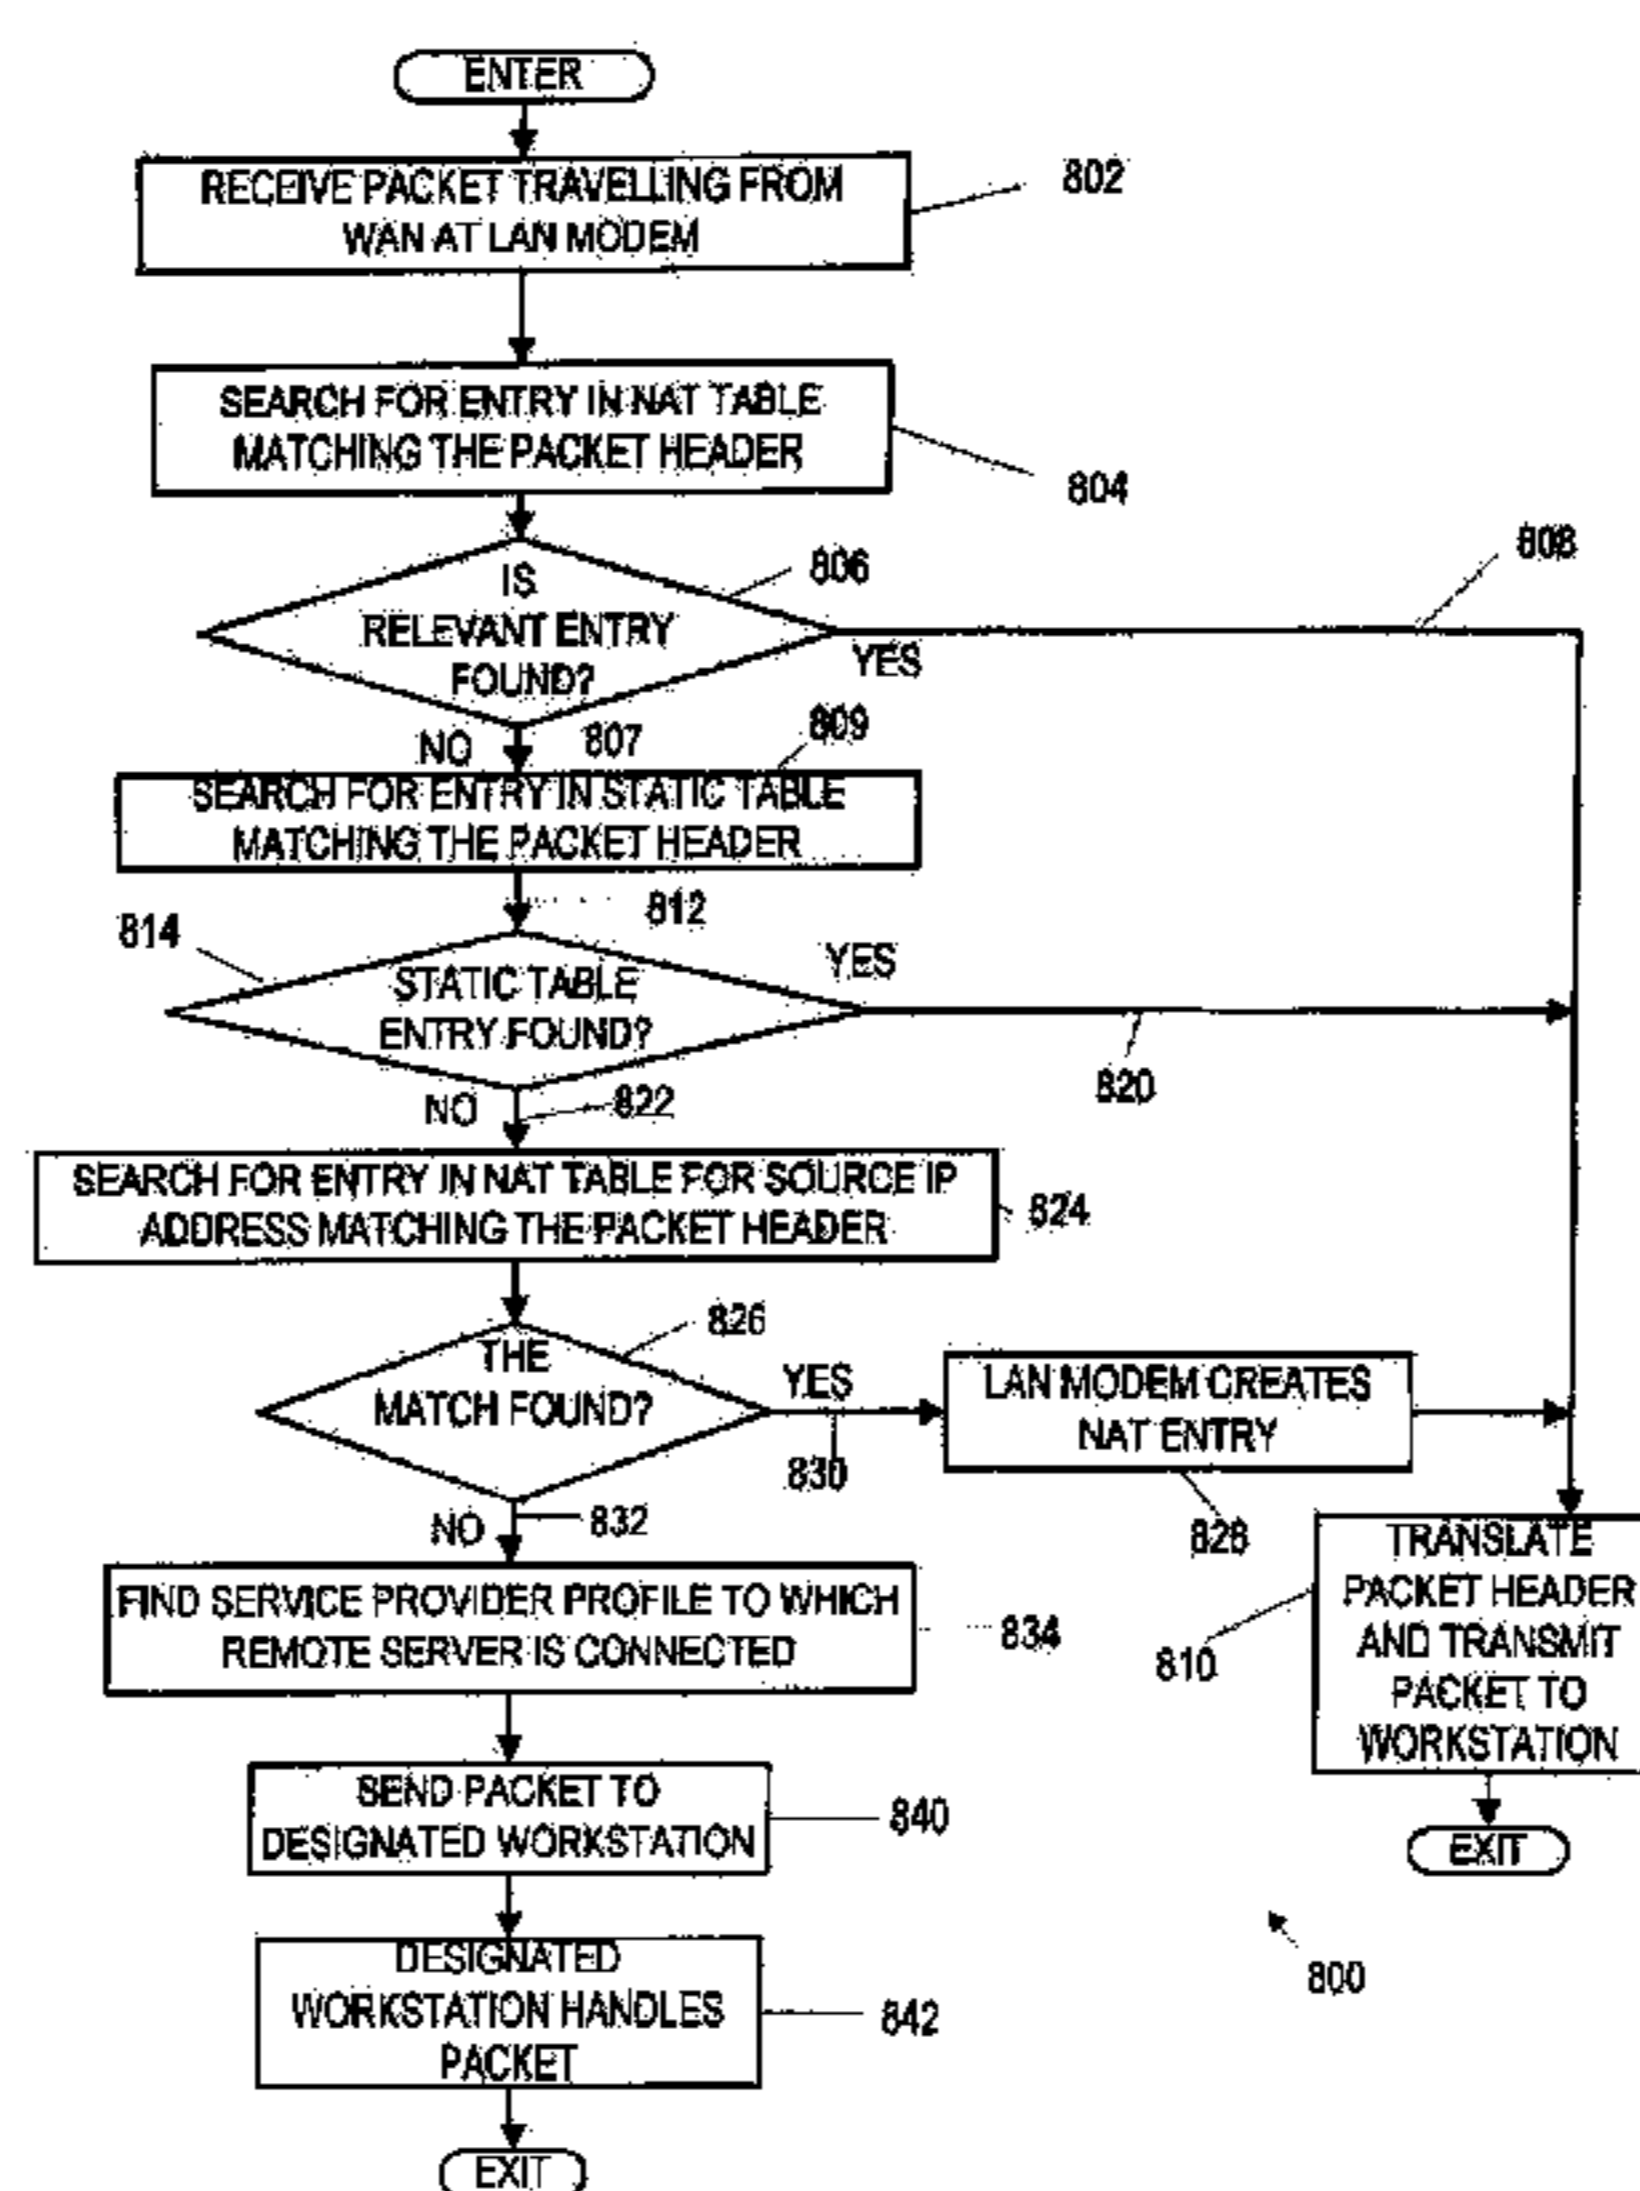 ENTER
RECEIVE PACKET TRAVELLING FROM
WAN AT LAN MODEM
802
SEARCH FOR ENTRY IN NAT TABLE
MATCHING THE PACKET HEADER
804
IS
RELEVANT ENTRY
FOUND?
806
808
YES
NO
807
809
SEARCH FOR ENTRY IN STATIC TABLE
MATCHING THE PACKET HEADER
812
814
STATIC TABLE
ENTRY FOUND?
YES
820
NO
822
SEARCH FOR ENTRY IN NAT TABLE FOR SOURCE IP
ADDRESS MATCHING THE PACKET HEADER
824
THE
MATCH FOUND?
826
YES
830
LAN MODEM CREATES
NAT ENTRY
828
NO
832
FIND SERVICE PROVIDER PROFILE TO WHICH
REMOTE SERVER IS CONNECTED
834
TRANSLATE
PACKET HEADER
AND TRANSMIT
PACKET TO
WORKSTATION
810
EXIT
SEND PACKET TO
DESIGNATED WORKSTATION
840
DESIGNATED
WORKSTATION HANDLES
PACKET
842
800
EXIT